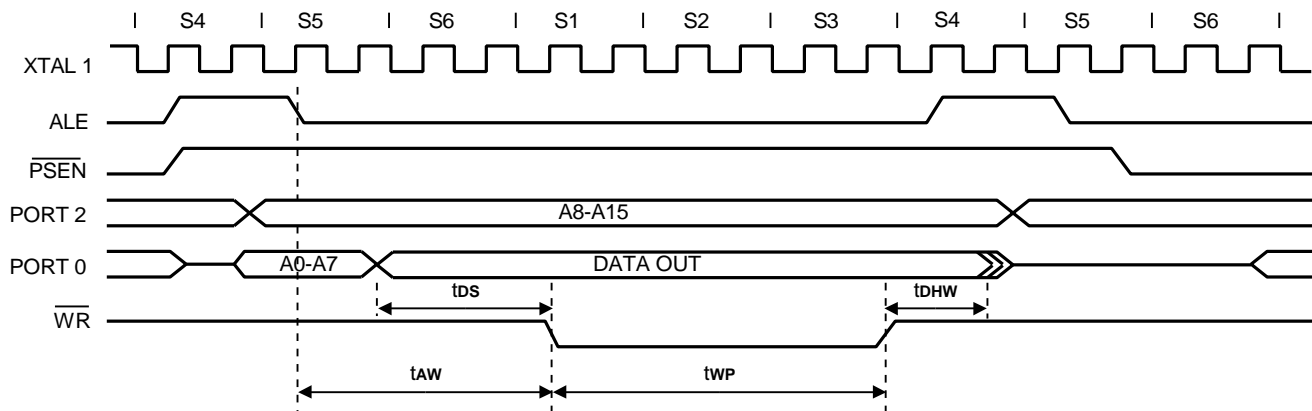 I S4 I S5 I S6 I S1 I S2 I S3 I S4 I S5 I S6 I
XTAL 1
ALE
PSEN
PORT 2 A8-A15
PORT 0 A0-A7 DATA OUT
tDS tDHW
WR
tAW tWP